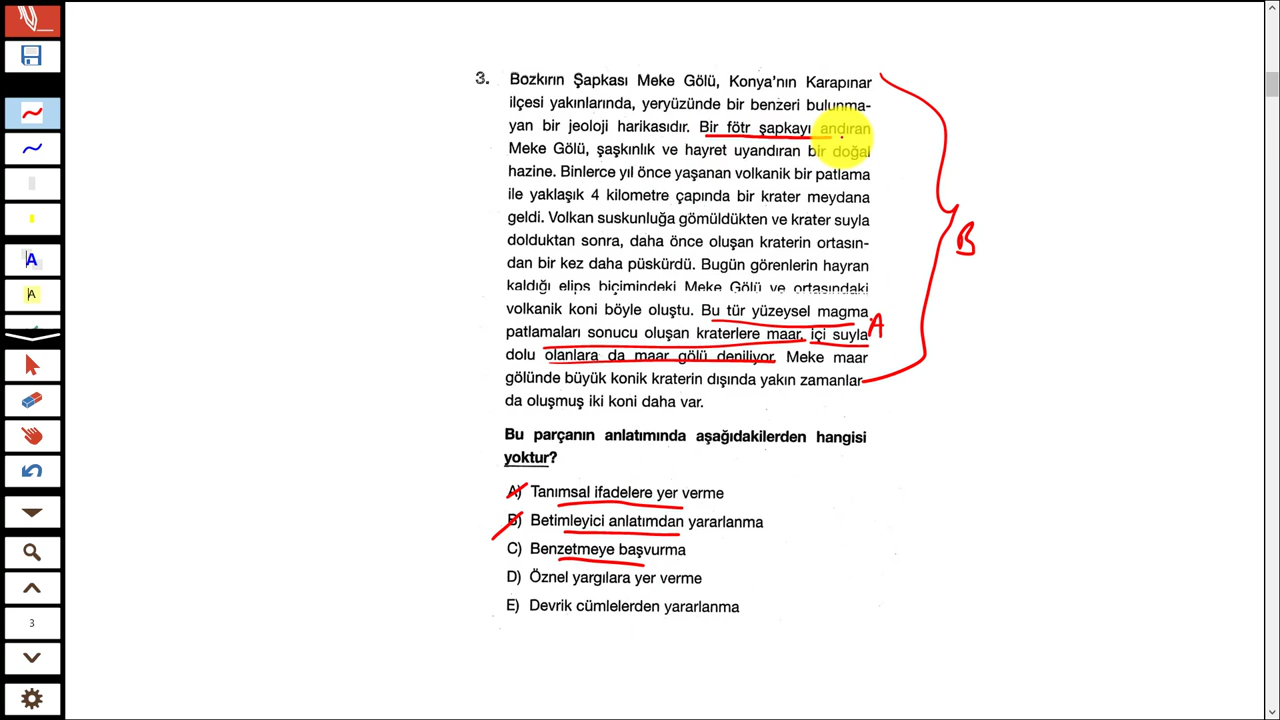 3. Bozkırın Şapkası Meke Gölü, Konya'nın Karapınar
ilçesi yakınlarında, yeryüzünde bir benzeri bulunma-
yan bir jeoloji harikasıdır. Bir fötr şapkayı andıran
Meke Gölü, şaşkınlık ve hayret uyandıran bir doğal
hazine. Binlerce yıl önce yaşanan volkanik bir patlama
ile yaklaşık 4 kilometre çapında bir krater meydana
geldi. Volkan suskunluğa gömüldükten ve krater suyla
dolduktan sonra, daha önce oluşan kraterin ortasın-
dan bir kez daha püskürdü. Bugün görenlerin hayran
kaldığı elips biçimindeki Meke Gölü ve ortasındaki
volkanik koni böyle oluştu. Bu tür yüzeysel magma
patlamaları sonucu oluşan kraterlere maar, içi suyla
dolu olanlara da maar gölü deniliyor. Meke maar
gölünde büyük konik kraterin dışında yakın zamanlar-
da oluşmuş iki koni daha var.
B
A
Bu parçanın anlatımında aşağıdakilerden hangisi
yoktur?
A) Tanımsal ifadelere yer verme
B) Betimleyici anlatımdan yararlanma
C) Benzetmeye başvurma
D) Öznel yargılara yer verme
E) Devrik cümlelerden yararlanma
A
A
3